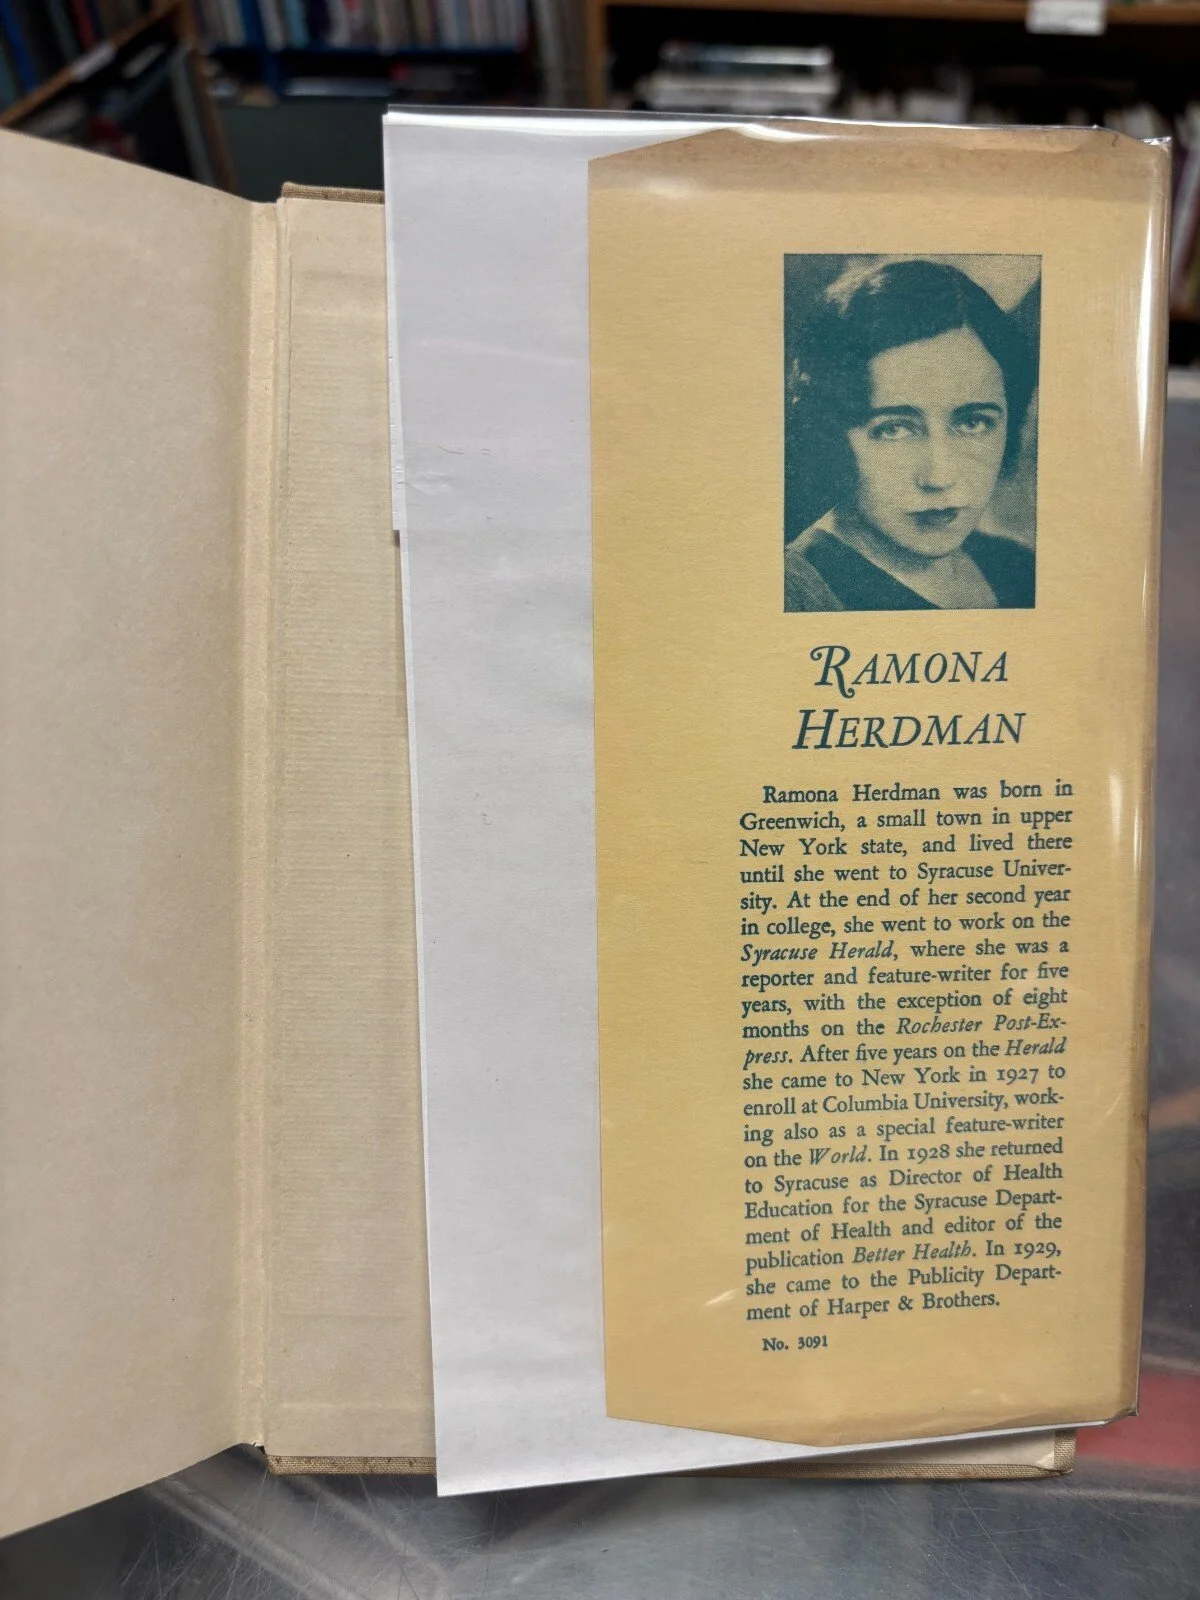 RAMONA
HERDMAN
Ramona Herdman was born in
Greenwich, a small town in upper
New York state, and lived there
until she went to Syracuse Univer-
sity. At the end of her second year
in college, she went to work on the
Syracuse Herald, where she was a
reporter and feature-writer for five
years, with the exception of eight
months on the Rochester Post-Ex-
press. After five years on the Herald
she came to New York in 1927 to
enroll at Columbia University, work-
ing also as a special feature-writer
on the World. In 1928 she returned
to Syracuse as Director of Health
Education for the Syracuse Depart-
ment of Health and editor of the
publication Better Health. In 1929,
she came to the Publicity Depart-
ment of Harper & Brothers.
No. 3091